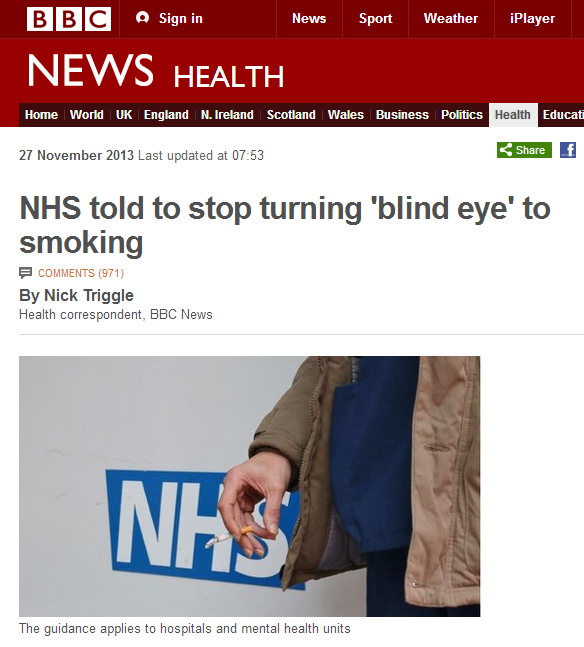 BBC Sign in News Sport Weather iPlayer
NEWS HEALTH
Home World UK England N. Ireland Scotland Wales Business Politics Health Educati
27 November 2013 Last updated at 07:53 Share f
NHS told to stop turning 'blind eye' to
smoking
COMMENTS (971)
By Nick Triggle
Health correspondent, BBC News
NHS
The guidance applies to hospitals and mental health units